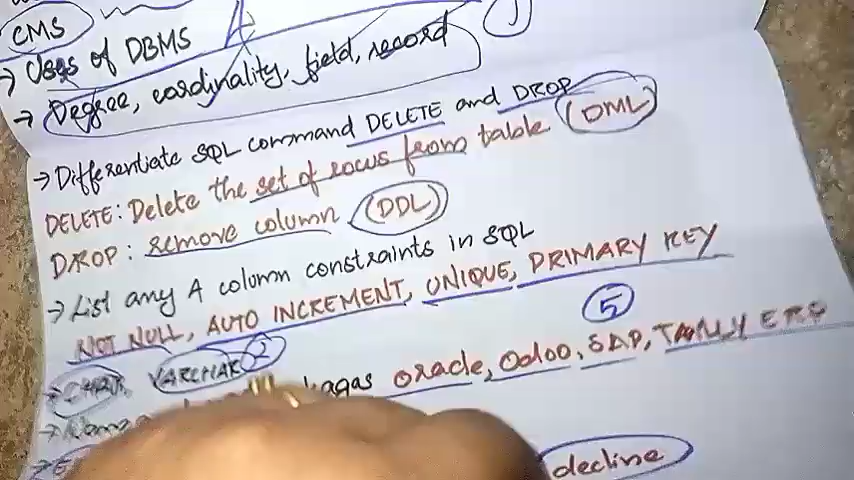 CMS
→ Uses of DBMS
→ Degree, cardinality, field, record
→ Differentiate SQL command DELETE and DROP
DELETE: Delete the set of rows from table (DML)
DROP: remove column (DDL)
→ List any 4 column constraints in SQL
NOT NULL, AUTO INCREMENT, UNIQUE, PRIMARY KEY
5
→ CHAR VARCHAR 2
kages oracle, Odoo, SAP, TALLY ERP
decline